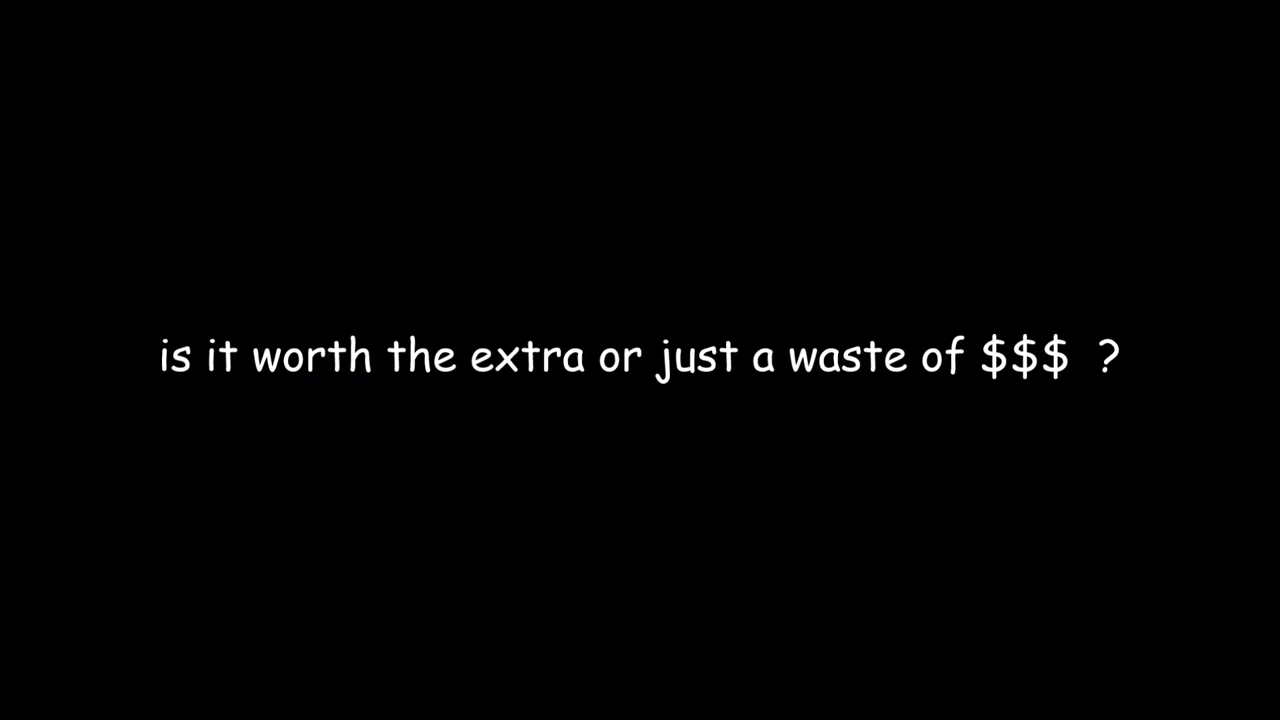 is it worth the extra or just a waste of $$$  ?